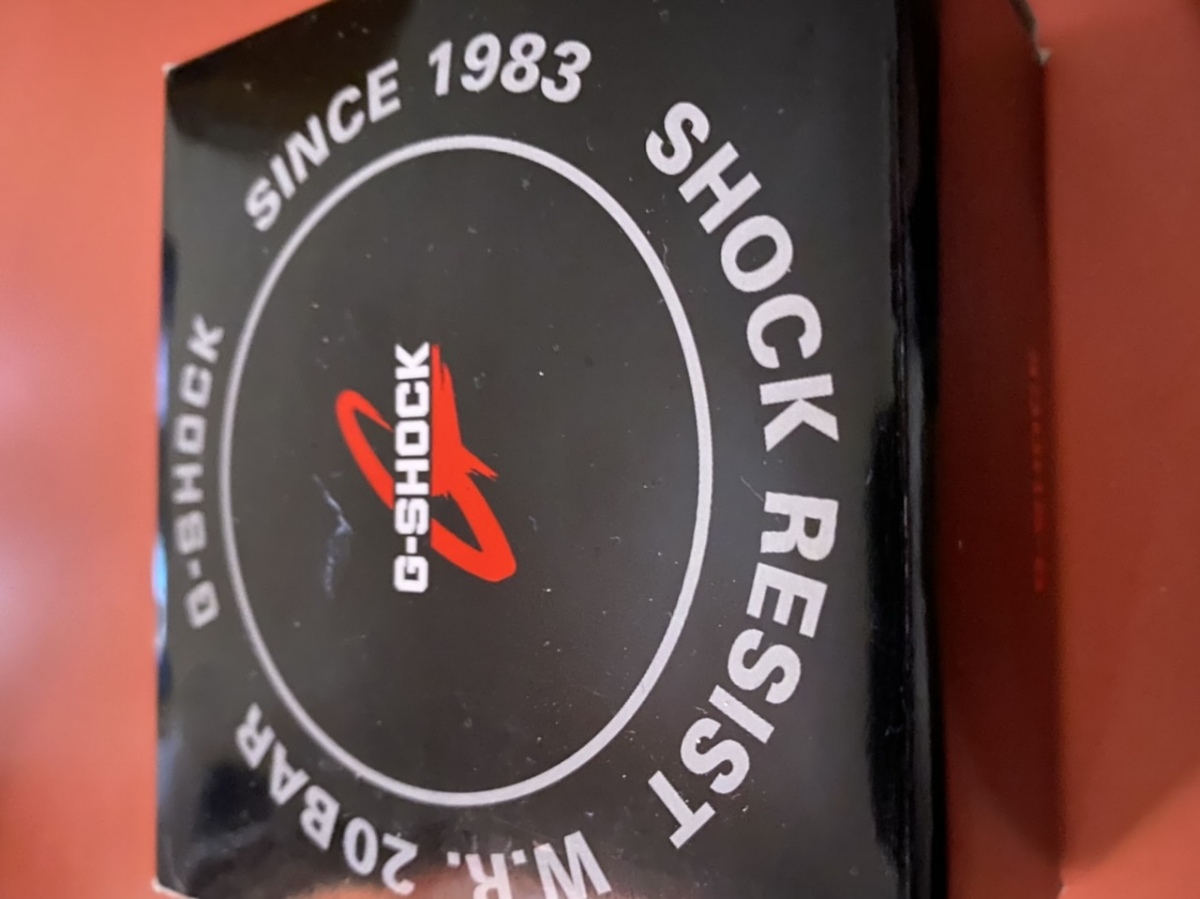 G-SHOCK
SINCE 1983
SHOCK RESIST
W.R. 20BAR
G-SHOCK